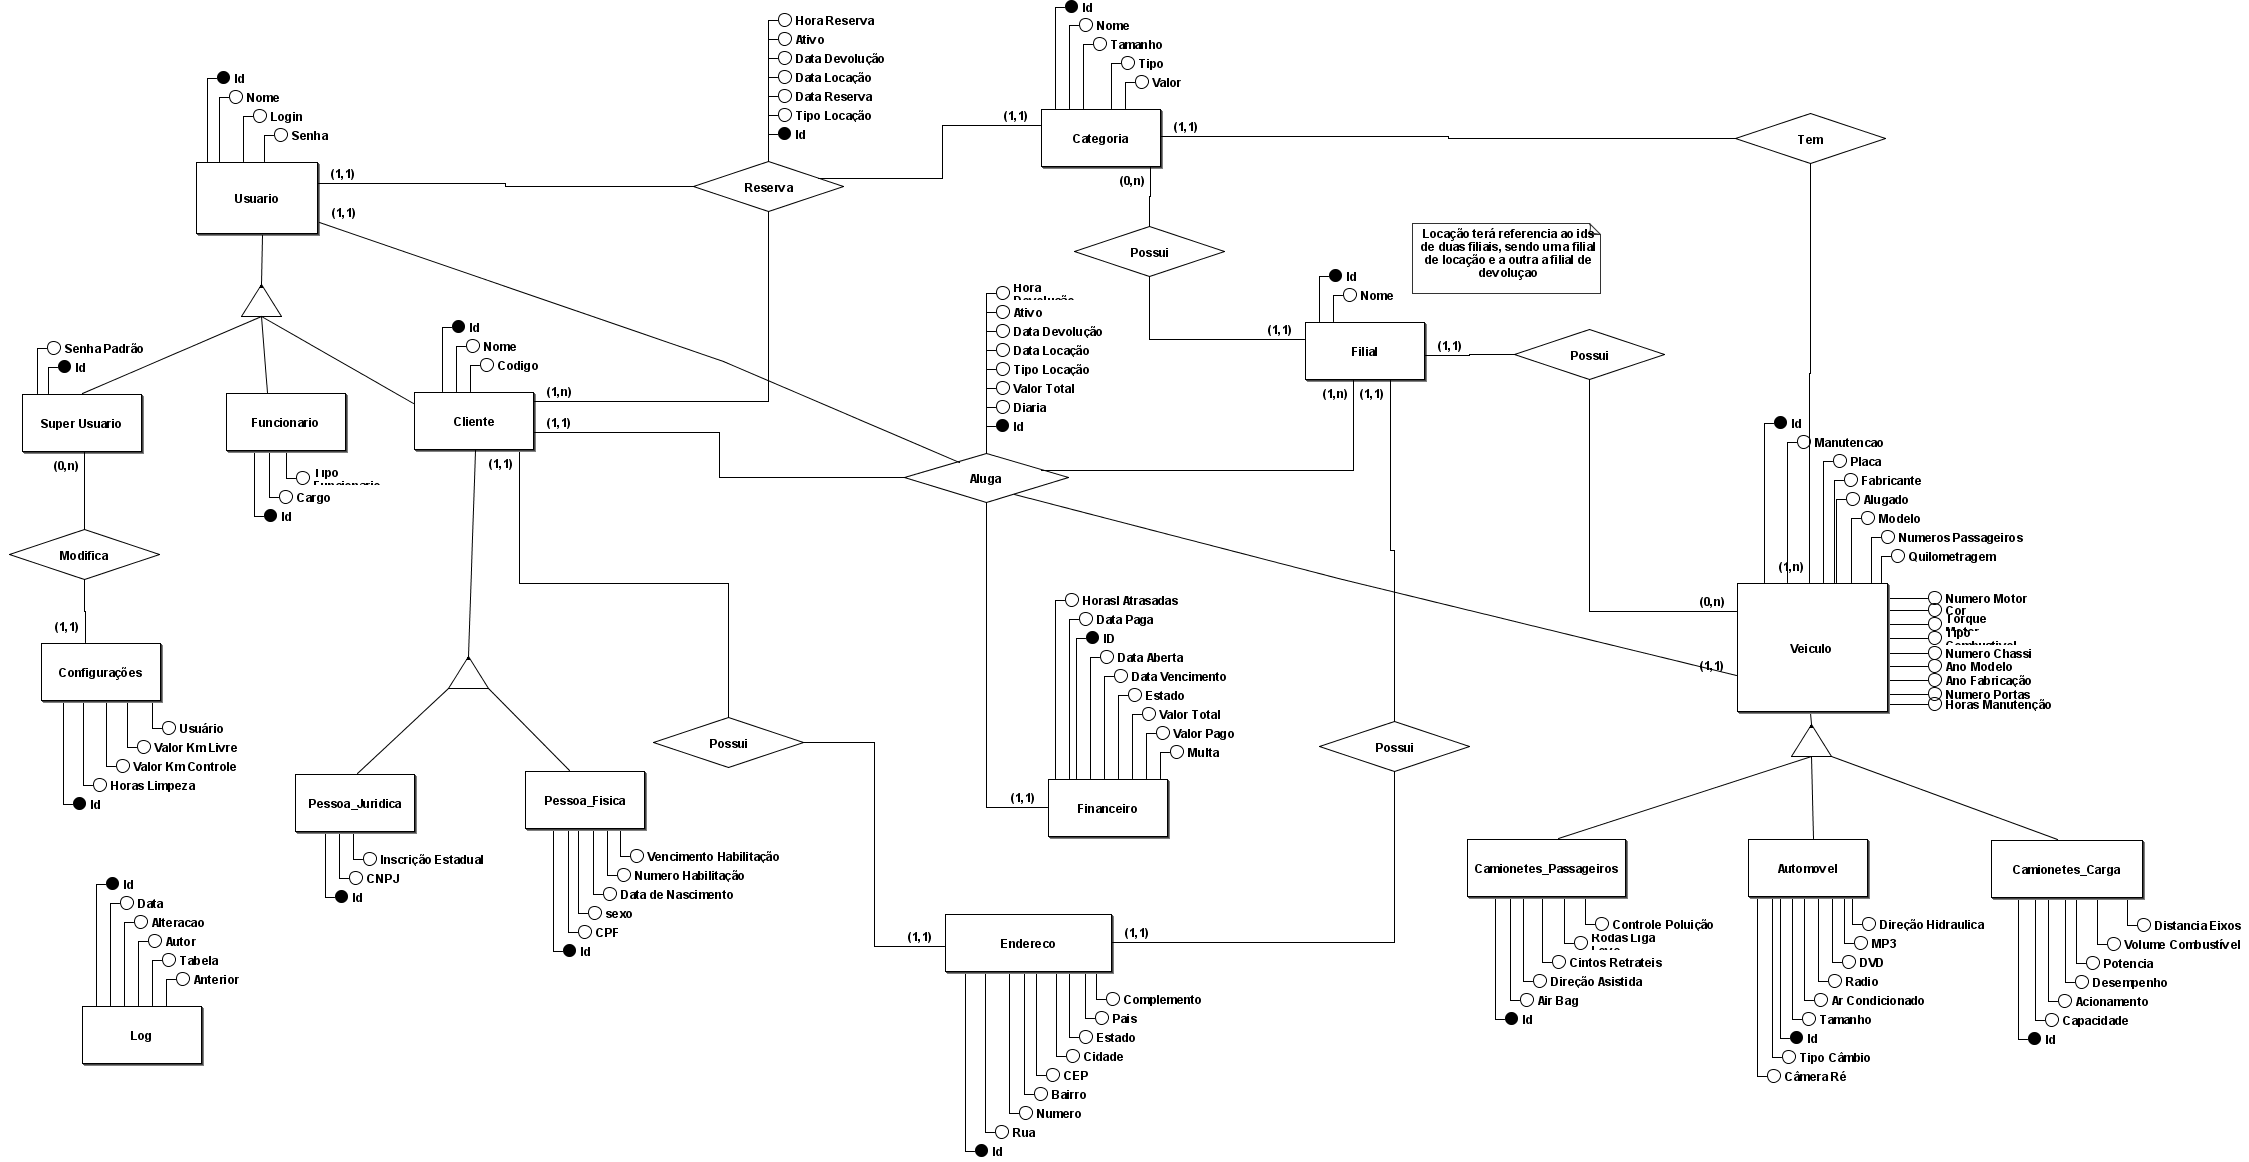 Hora Reserva
Ativo
Data Devolução
Data Locação
Data Reserva
Tipo Locação
Id
Reserva
Id
Nome
Tamanho
Tipo
Valor
Categoria
(1,1)
(1,1)
(0,n)
Tem
Id
Nome
Login
Senha
Usuario
(1,1)
(1,1)
Possui
Locação terá referencia ao ids
de duas filiais, sendo uma filial
de locação e a outra a filial de
devoluçao
Id
Nome
Filial
(1,1)
(1,1)
(1,n)
(1,1)
Possui
Hora
Ativo
Data Devolução
Data Locação
Tipo Locação
Valor Total
Diaria
Id
Aluga
Senha Padrão
Id
Super Usuario
(0,n)
Funcionario
Tipo
Cargo
Id
Id
Nome
Codigo
Cliente
(1,n)
(1,1)
(1,1)
Modifica
(1,1)
Configurações
Usuário
Valor Km Livre
Valor Km Controle
Horas Limpeza
Id
Id
Manutencao
Placa
Fabricante
Alugado
Modelo
Numeros Passageiros
Quilometragem
(1,n)
(0,n)
(1,1)
Veiculo
Numero Motor
Cor
Torque
Tipo
Numero Chassi
Ano Modelo
Ano Fabricação
Numero Portas
Horas Manutenção
Horasl Atrasadas
Data Paga
ID
Data Aberta
Data Vencimento
Estado
Valor Total
Valor Pago
Multa
(1,1)
Financeiro
Possui
Possui
Pessoa_Juridica
Inscrição Estadual
CNPJ
Id
Pessoa_Fisica
Vencimento Habilitação
Numero Habilitação
Data de Nascimento
sexo
CPF
Id
Id
Data
Alteracao
Autor
Tabela
Anterior
Log
(1,1)
Endereco
(1,1)
Complemento
Pais
Estado
Cidade
CEP
Bairro
Numero
Rua
Id
Camionetes_Passageiros
Controle Poluição
Rodas Liga
Cintos Retrateis
Direção Asistida
Air Bag
Id
Automovel
Direção Hidraulica
MP3
DVD
Radio
Ar Condicionado
Tamanho
Id
Tipo Câmbio
Câmera Ré
Camionetes_Carga
Distancia Eixos
Volume Combustível
Potencia
Desempenho
Acionamento
Capacidade
Id